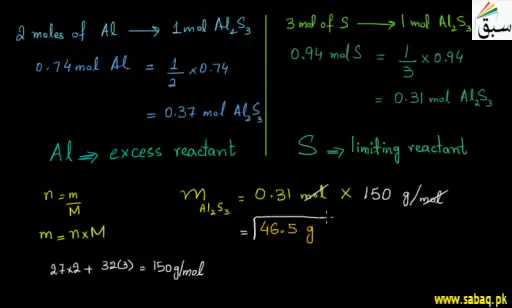 2 moles of Al ⟶ 1 mol Al₂S₃
0.74 mol Al = 1/2 × 0.74
= 0.37 mol Al₂S₃
Al ⇒ excess reactant
3 mol of S ⟶ 1 mol Al₂S₃
0.94 mol S = 1/3 × 0.94
= 0.31 mol Al₂S₃
S ⇒ limiting reactant
n = m/M
m = n × M
27×2 + 32(3) = 150 g/mol
m Al₂S₃ = 0.31 mol × 150 g/mol
= 46.5 g
سبق
www.sabaq.pk